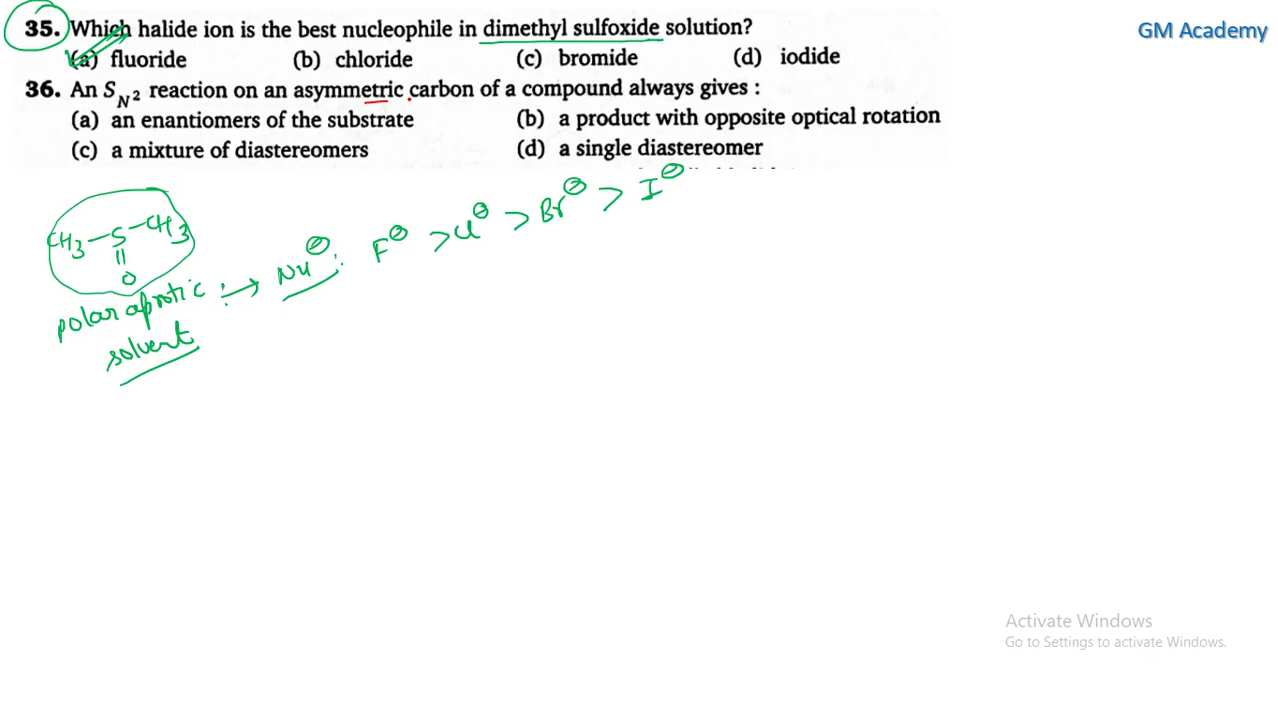 GM Academy
35. Which halide ion is the best nucleophile in dimethyl sulfoxide solution?
(a) fluoride (b) chloride (c) bromide (d) iodide
36. An SN2 reaction on an asymmetric carbon of a compound always gives :
(a) an enantiomers of the substrate (b) a product with opposite optical rotation
(c) a mixture of diastereomers (d) a single diastereomer
CH3—S—CH3
||
O
polar aprotic :→ Nu⊖ : F⊖ > Cl⊖ > Br⊖ > I⊖
solvent
Activate Windows
Go to Settings to activate Windows.